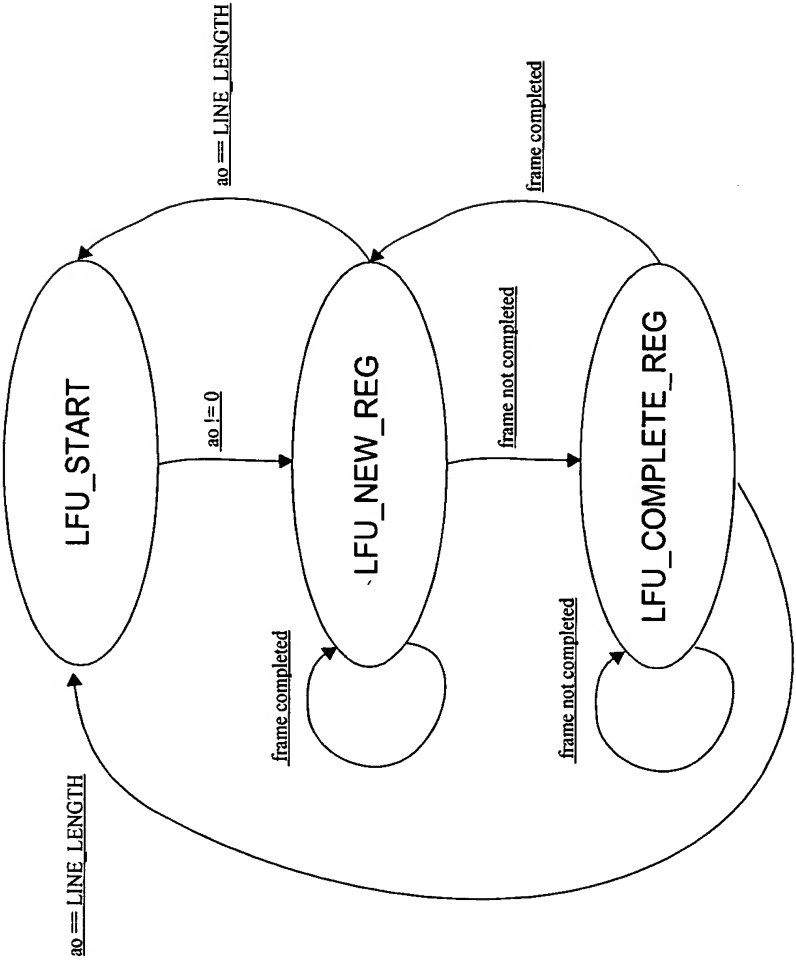 ao == LINE_LENGTH
LFU_START
ao != 0
ao == LINE_LENGTH
frame completed
LFU_NEW_REG
frame not completed
frame completed
frame not completed
LFU_COMPLETE_REG